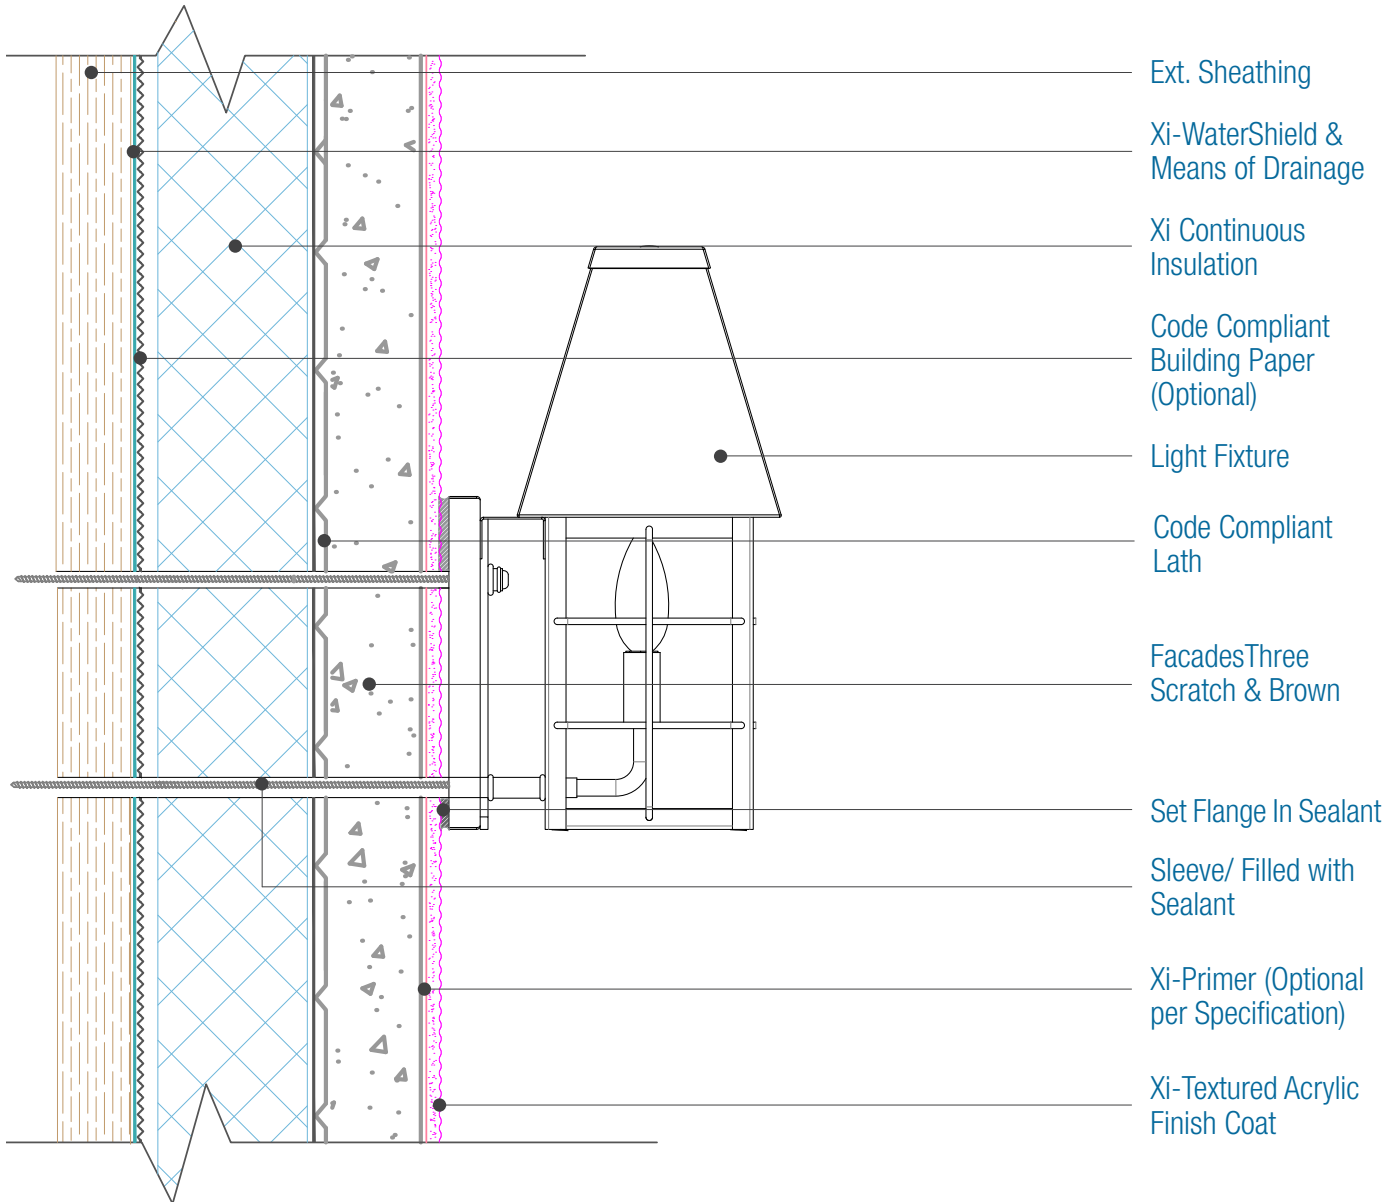 Ext. Sheathing
Xi-WaterShield &
Means of Drainage
Xi Continuous
Insulation
Code Compliant
Building Paper
(Optional)
Light Fixture
Code Compliant
Lath
FacadesThree
Scratch & Brown
Set Flange In Sealant
Sleeve/ Filled with
Sealant
Xi-Primer (Optional
per Specification)
Xi-Textured Acrylic
Finish Coat